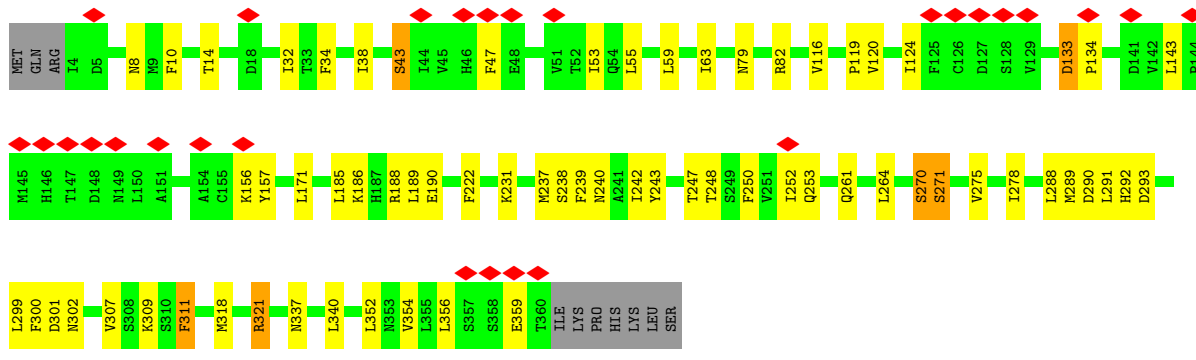 MET GLN ARG I4 D5 N8 M9 F10 T14 D18 I32 T33 F34 I38 S43 I44 V45 H46 F47 E48 V51 T52 I53 Q54 L55 L59 I63 N79 R82 V116 P119 V120 I124 F125 C126 D127 S128 V129 D133 P134 D141 V142 L143
M145 H146 T147 D148 N149 L150 A151 A154 C155 K156 Y157 L171 L185 K186 H187 R188 L189 E190 F222 K231 M237 S238 F239 N240 A241 I242 Y243 T247 T248 S249 F250 V251 I252 Q253 Q261 L264 S270 S271 V275 I278 L288 M289 D290 L291 H292 D293
L299 F300 D301 N302 V307 S308 K309 S310 F311 M318 R321 N337 L340 L352 N353 V354 L355 L356 S357 S358 E359 T360 ILE LYS PRO HIS LYS LEU SER